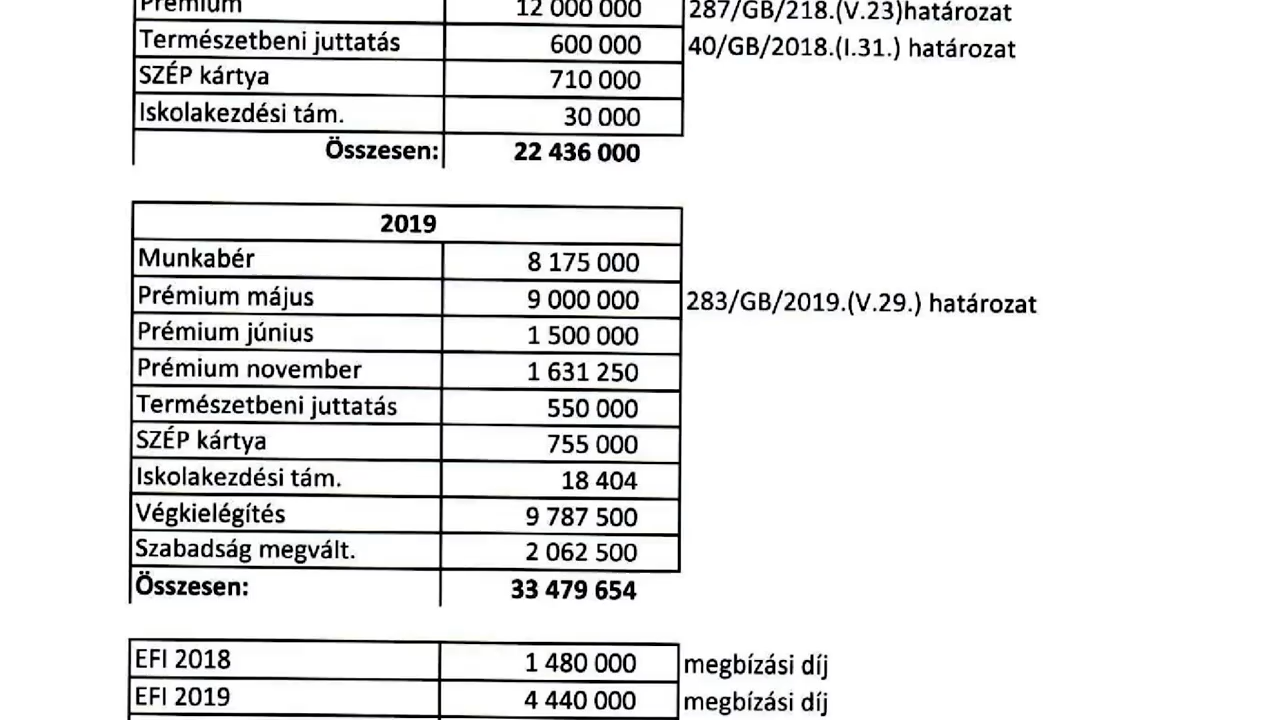 Prémium 12 000 000 287/GB/218.(V.23)határozat
Természetbeni juttatás 600 000 40/GB/2018.(I.31.) határozat
SZÉP kártya 710 000
Iskolakezdési tám. 30 000
Összesen: 22 436 000
2019
Munkabér 8 175 000
Prémium május 9 000 000 283/GB/2019.(V.29.) határozat
Prémium június 1 500 000
Prémium november 1 631 250
Természetbeni juttatás 550 000
SZÉP kártya 755 000
Iskolakezdési tám. 18 404
Végkielégítés 9 787 500
Szabadság megvált. 2 062 500
Összesen: 33 479 654
EFI 2018 1 480 000 megbízási díj
EFI 2019 4 440 000 megbízási díj